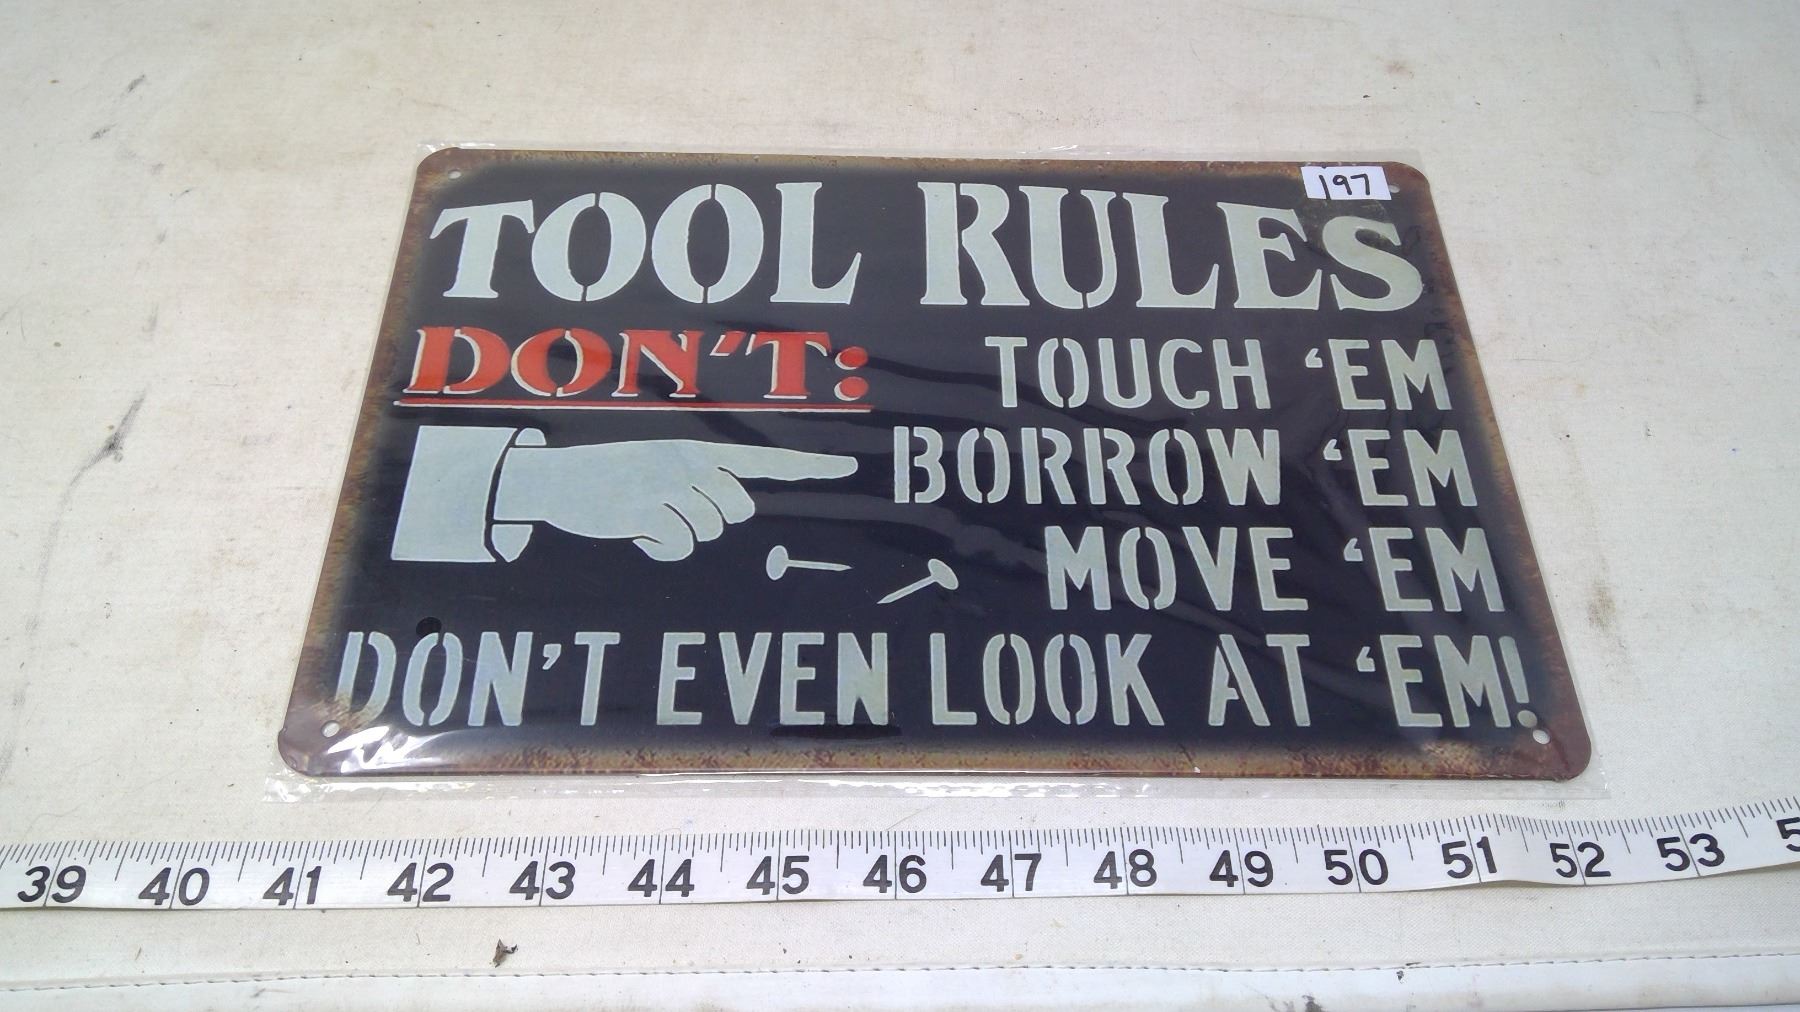 197
TOOL RULES
DON'T:
TOUCH 'EM
BORROW 'EM
MOVE 'EM
DON'T EVEN LOOK AT 'EM!
39 40 41 42 43 44 45 46 47 48 49 50 51 52 53